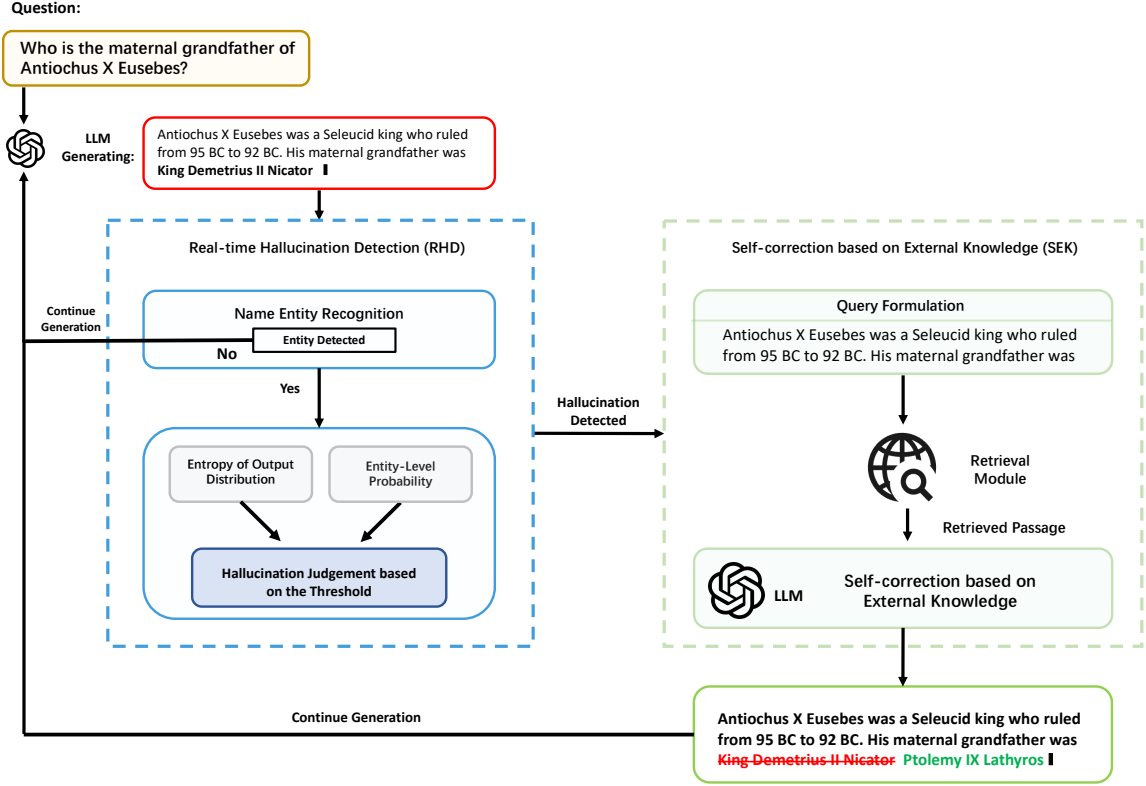 Question:
Who is the maternal grandfather of
Antiochus X Eusebes?
LLM
Generating:
Antiochus X Eusebes was a Seleucid king who ruled
from 95 BC to 92 BC. His maternal grandfather was
King Demetrius II Nicator
Real-time Hallucination Detection (RHD)
Continue
Generation
Name Entity Recognition
Entity Detected
No
Yes
Entropy of Output
Distribution
Entity-Level
Probability
Hallucination Judgement based
on the Threshold
Hallucination
Detected
Self-correction based on External Knowledge (SEK)
Query Formulation
Antiochus X Eusebes was a Seleucid king who ruled
from 95 BC to 92 BC. His maternal grandfather was
Retrieval
Module
Retrieved Passage
LLM
Self-correction based on
External Knowledge
Continue Generation
Antiochus X Eusebes was a Seleucid king who ruled
from 95 BC to 92 BC. His maternal grandfather was
King Demetrius II Nicator Ptolemy IX Lathyros